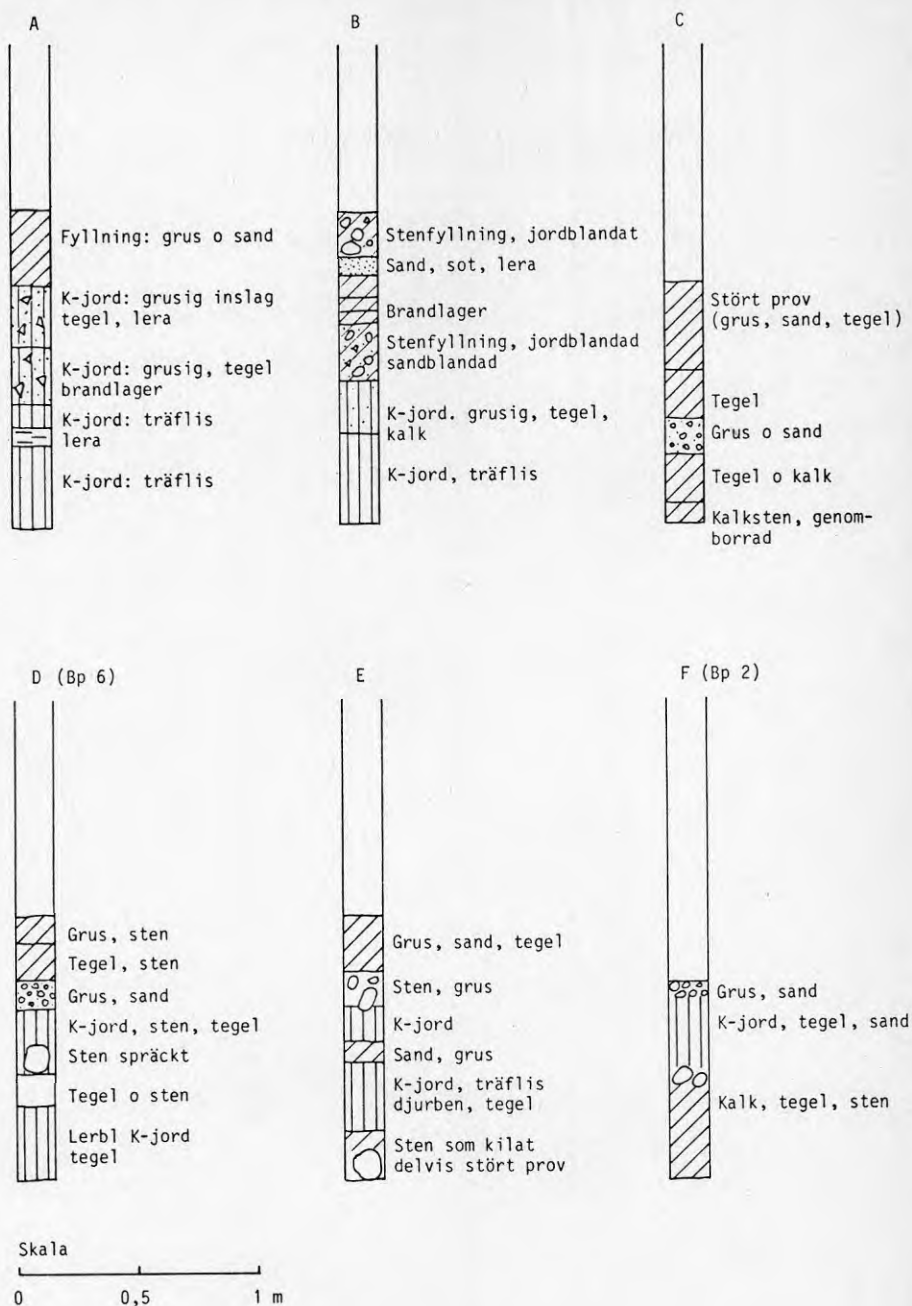 A
Fyllning: grus o sand
K-jord: grusig inslag
tegel, lera
K-jord: grusig, tegel
brandlager
K-jord: träflis
lera
K-jord: träflis
B
Stenfyllning, jordblandat
Sand, sot, lera
Brandlager
Stenfyllning, jordblandad
sandblandad
K-jord. grusig, tegel,
kalk
K-jord, träflis
C
Stört prov
(grus, sand, tegel)
Tegel
Grus o sand
Tegel o kalk
Kalksten, genom-
borrad
D (Bp 6)
Grus, sten
Tegel, sten
Grus, sand
K-jord, sten, tegel
Sten spräckt
Tegel o sten
Lerbl K-jord
tegel
E
Grus, sand, tegel
Sten, grus
K-jord
Sand, grus
K-jord, träflis
djurben, tegel
Sten som kilat
delvis stört prov
F (Bp 2)
Grus, sand
K-jord, tegel, sand
Kalk, tegel, sten
Skala
0 0,5 1 m